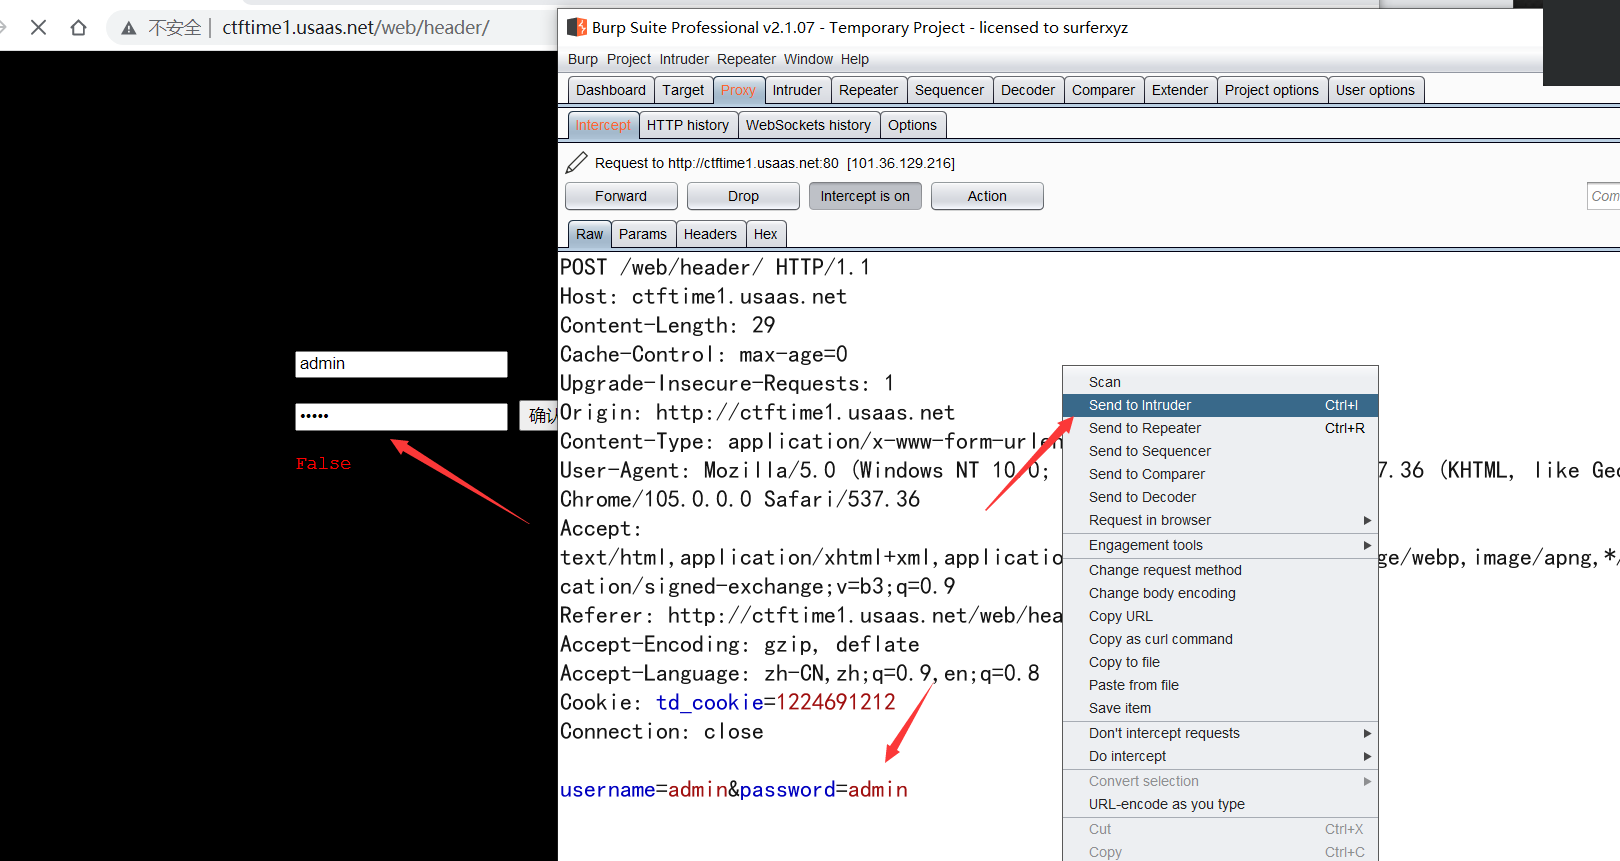 不安全 | ctftime1.usaas.net/web/header/
admin
•••••
确认
False
Burp Suite Professional v2.1.07 - Temporary Project - licensed to surferxyz
Burp Project Intruder Repeater Window Help
Dashboard Target Proxy Intruder Repeater Sequencer Decoder Comparer Extender Project options User options
Intercept HTTP history WebSockets history Options
Request to http://ctftime1.usaas.net:80 [101.36.129.216]
Forward Drop Intercept is on Action Com
Raw Params Headers Hex
POST /web/header/ HTTP/1.1
Host: ctftime1.usaas.net
Content-Length: 29
Cache-Control: max-age=0
Upgrade-Insecure-Requests: 1
Origin: http://ctftime1.usaas.net
Content-Type: application/x-www-form-urlen
User-Agent: Mozilla/5.0 (Windows NT 10.0; 7.36 (KHTML, like Gec
Chrome/105.0.0.0 Safari/537.36
Accept:
text/html,application/xhtml+xml,applicatio ge/webp,image/apng,*/
cation/signed-exchange;v=b3;q=0.9
Referer: http://ctftime1.usaas.net/web/hea
Accept-Encoding: gzip, deflate
Accept-Language: zh-CN,zh;q=0.9,en;q=0.8
Cookie: td_cookie=1224691212
Connection: close
username=admin&password=admin
Scan
Send to Intruder Ctrl+I
Send to Repeater Ctrl+R
Send to Sequencer
Send to Comparer
Send to Decoder
Request in browser
Engagement tools
Change request method
Change body encoding
Copy URL
Copy as curl command
Copy to file
Paste from file
Save item
Don't intercept requests
Do intercept
Convert selection
URL-encode as you type
Cut Ctrl+X
Copy Ctrl+C